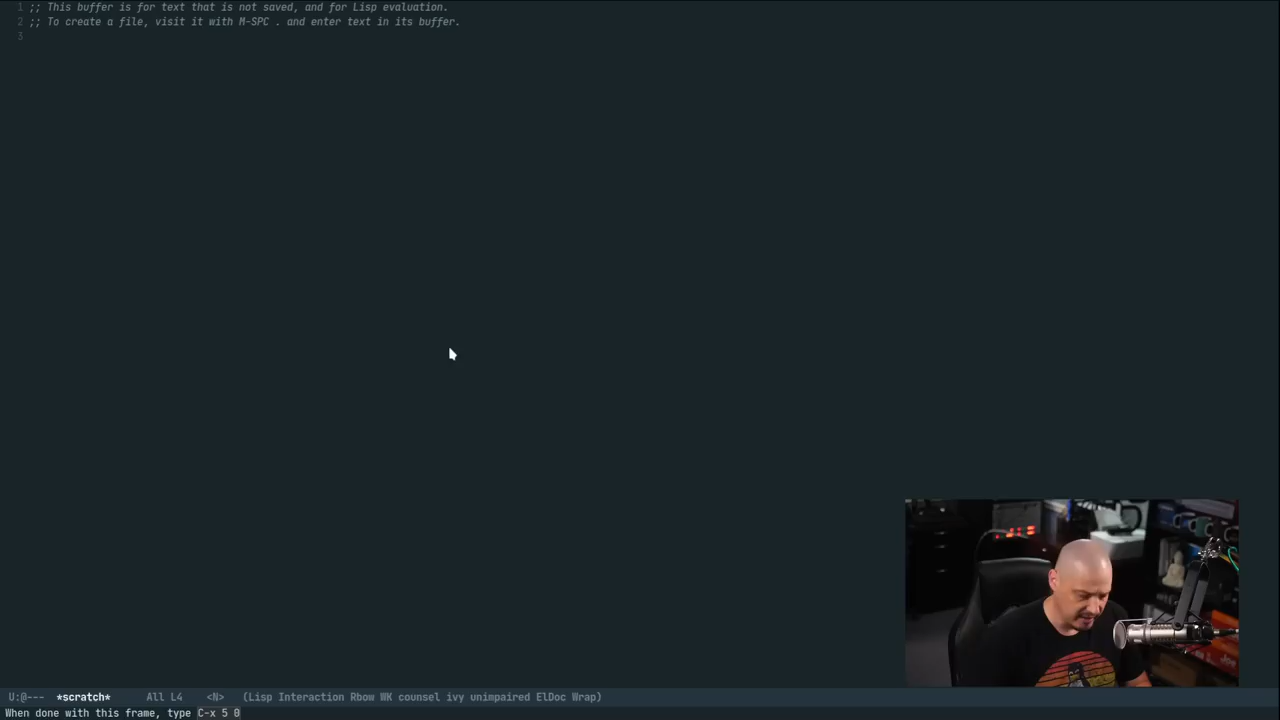 1 ;; This buffer is for text that is not saved, and for Lisp evaluation.
2 ;; To create a file, visit it with M-SPC . and enter text in its buffer.
3
U:@--- *scratch* All L4 <N> (Lisp Interaction Rbow WK counsel ivy unimpaired ElDoc Wrap)
When done with this frame, type C-x 5 0